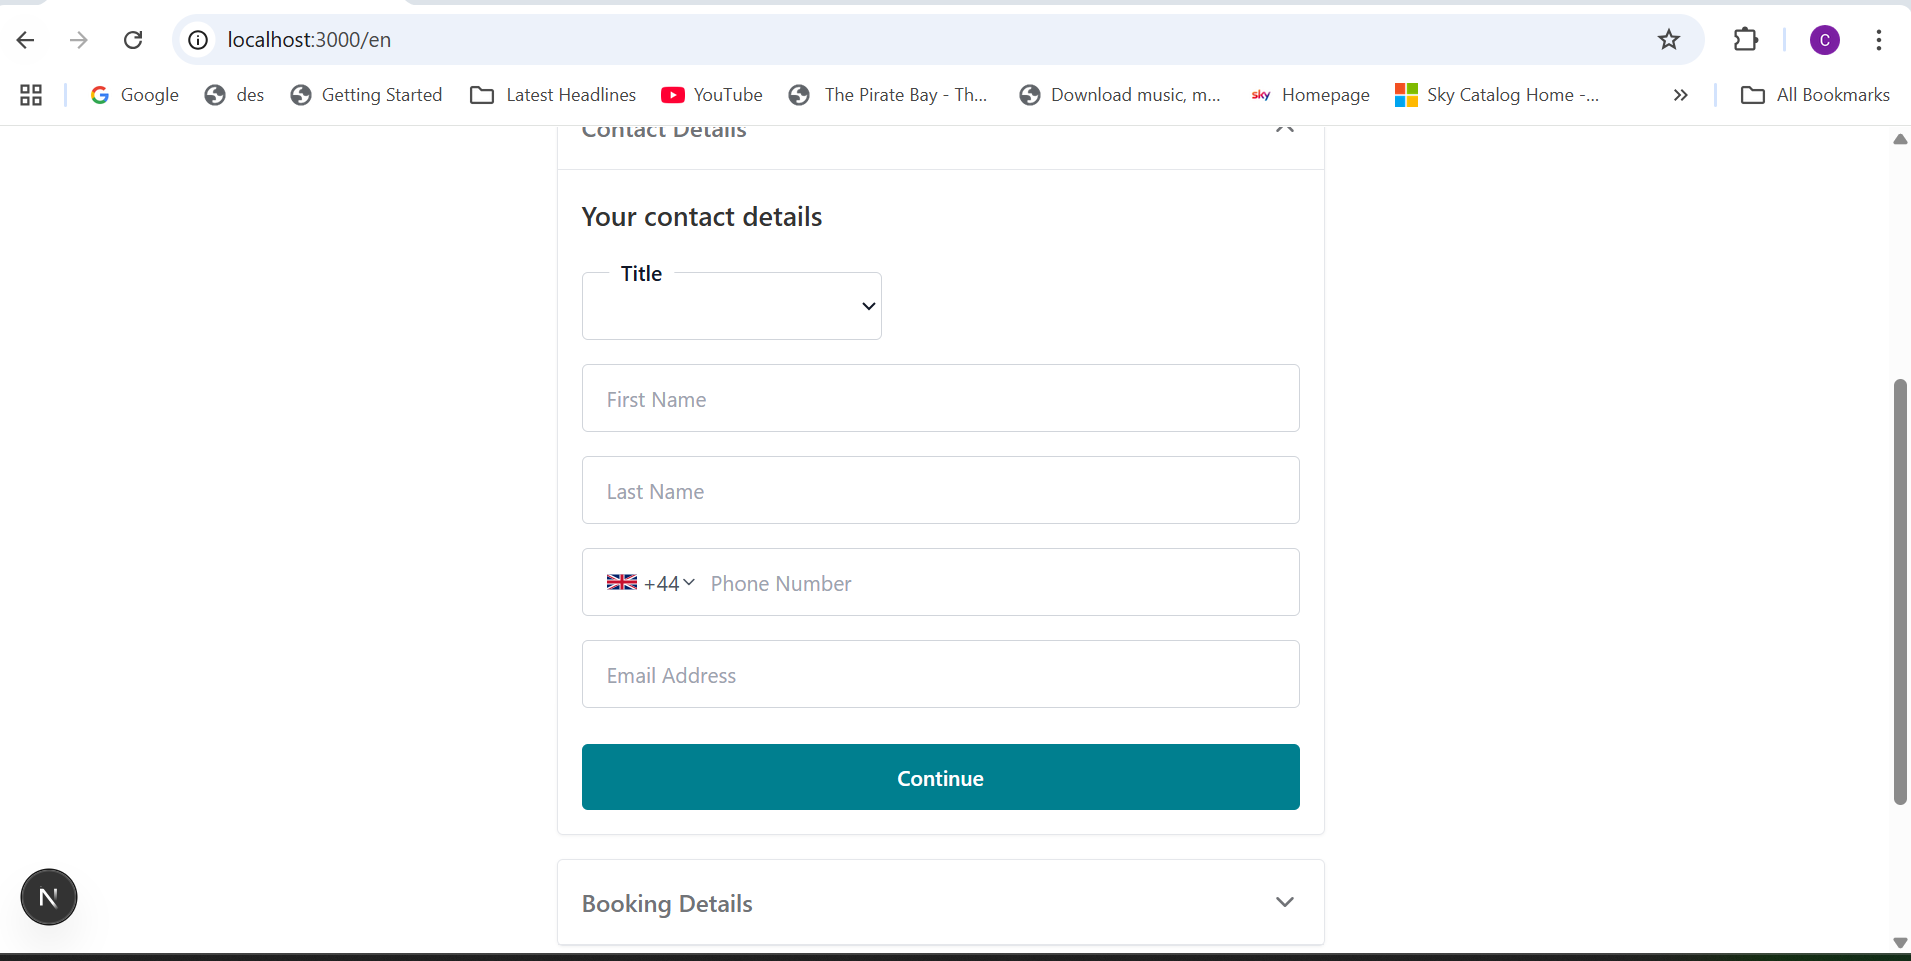 localhost:3000/en
C
Google
des
Getting Started
Latest Headlines
YouTube
The Pirate Bay - Th...
Download music, m...
sky
Homepage
Sky Catalog Home -...
All Bookmarks
Contact Details
Your contact details
Title
First Name
Last Name
+44 Phone Number
Email Address
Continue
Booking Details
N